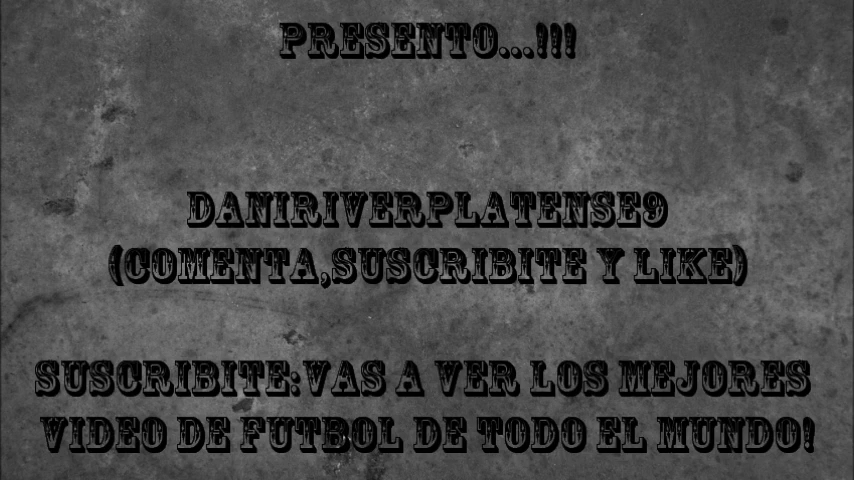 PRESENTO...!!!
DANIRIVERPLATENSE9
(COMENTA,SUSCRIBITE Y LIKE)
SUSCRIBITE:VAS A VER LOS MEJORES
VIDEO DE FUTBOL DE TODO EL MUNDO!